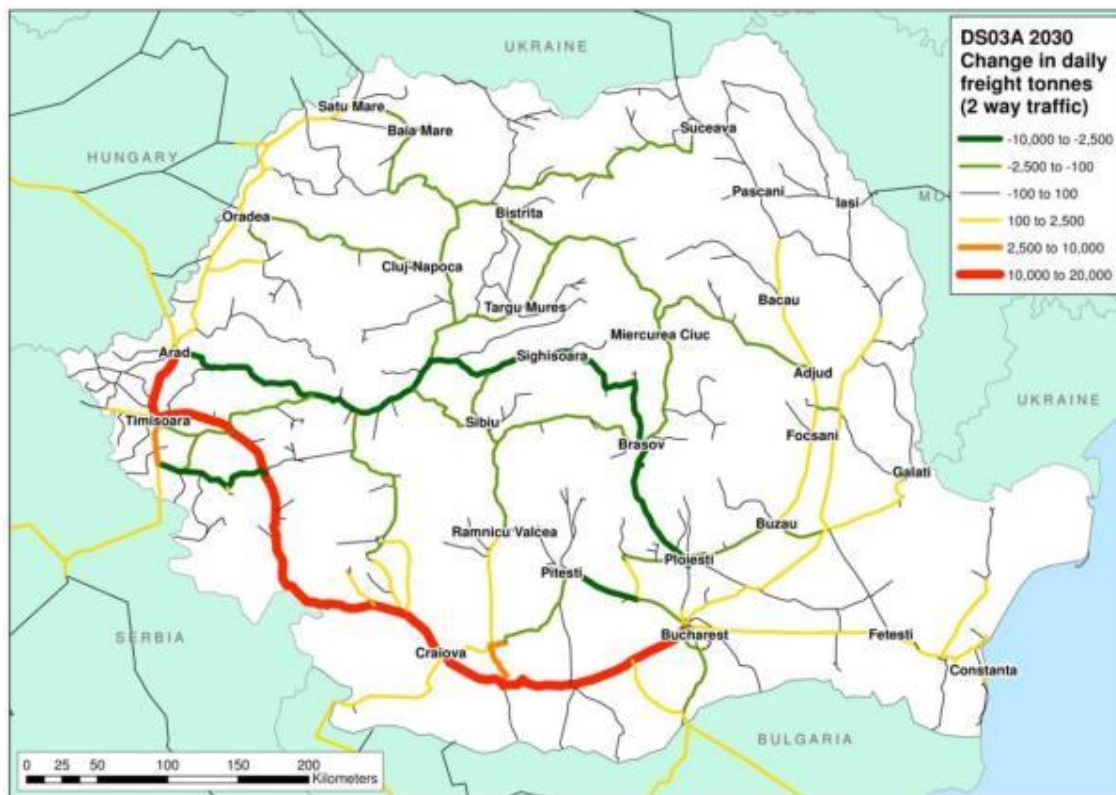 UKRAINE
DS03A 2030
Change in daily
freight tonnes
(2 way traffic)
-10,000 to -2,500
-2,500 to -100
-100 to 100
100 to 2,500
2,500 to 10,000
10,000 to 20,000
Satu Mare
Baia Mare
Suceava
HUNGARY
Pascani
Iasi
MO
Oradea
Bistrita
Cluj-Napoca
Targu Mures
Bacau
Miercurea Ciuc
Arad
Sighisoara
Adjud
UKRAINE
Timisoara
Sibiu
Brasov
Focsani
Galati
Ramnicu Valcea
Buzau
Ploiesti
Pitesti
SERBIA
Bucharest
Fetesti
Craiova
Constanta
BULGARIA
0 25 50 100 150 200
Kilometers